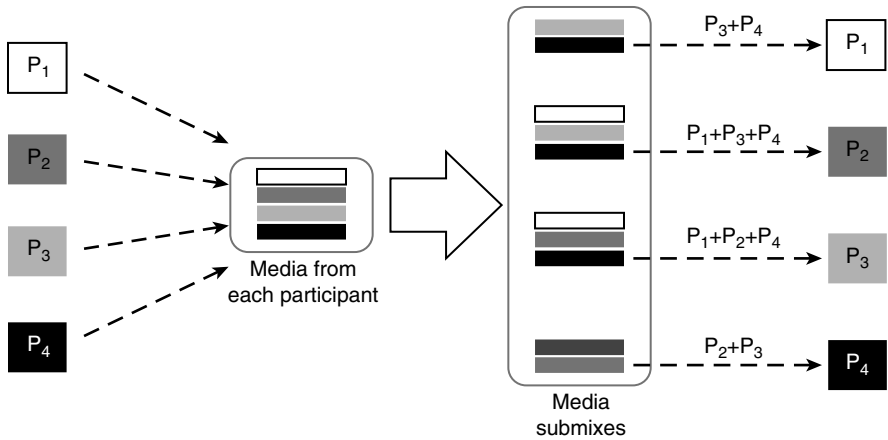 P1
P2
P3
P4
Media from
each participant
P3+P4
P1+P3+P4
P1+P2+P4
P2+P3
Media
submixes
P1
P2
P3
P4